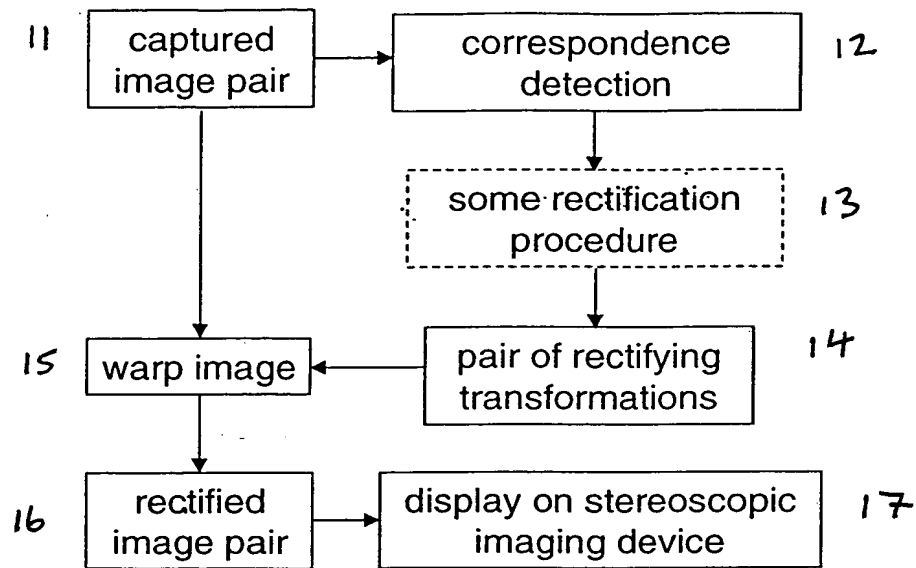 11
captured
image pair
correspondence
detection
12
some rectification
procedure
13
15
warp image
pair of rectifying
transformations
14
16
rectified
image pair
display on stereoscopic
imaging device
17